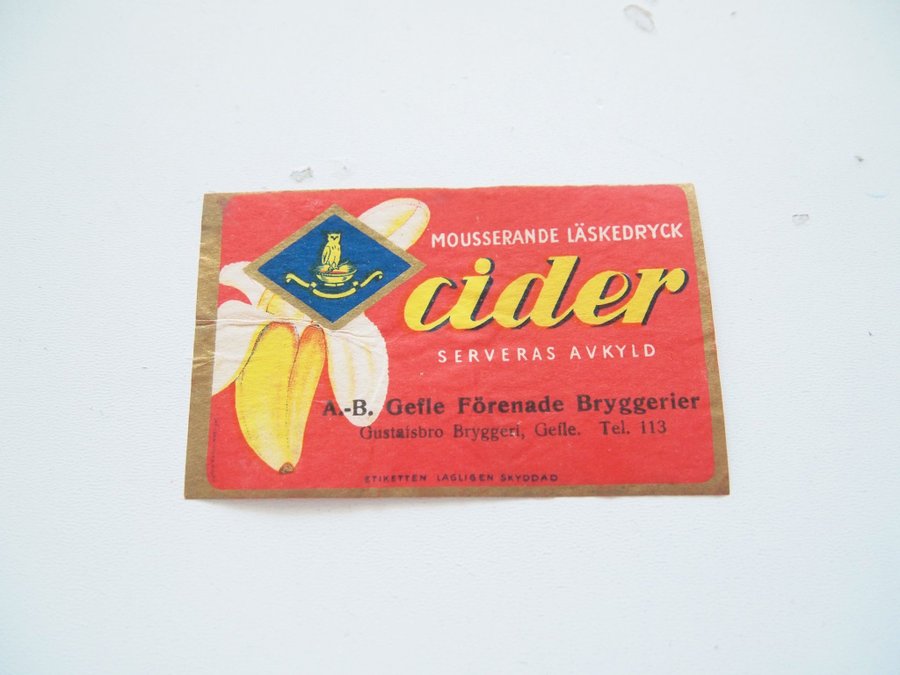 MOUSSERANDE LÄSKEDRYCK
cider
SERVERAS AVKYLD
A.-B. Gefle Förenade Bryggerier
Gustafsbro Bryggeri, Gefle. Tel. 113
ETIKETTEN LAGLIGEN SKYDDAD